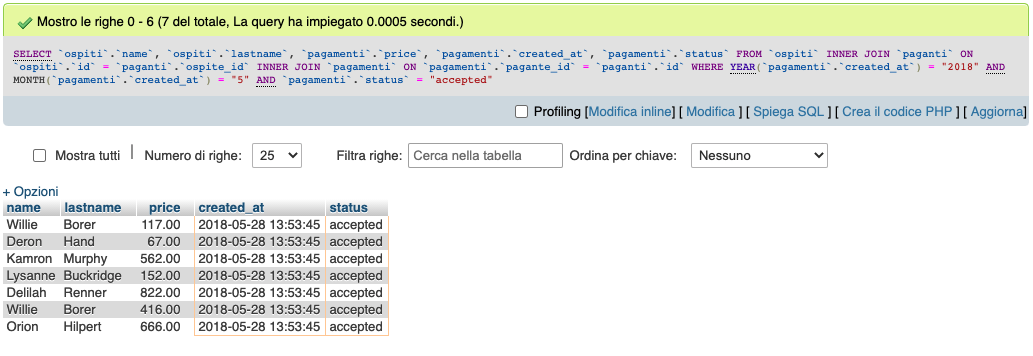 Mostro le righe 0 - 6 (7 del totale, La query ha impiegato 0.0005 secondi.)
SELECT `ospiti`.`name`, `ospiti`.`lastname`, `pagamenti`.`price`, `pagamenti`.`created_at`, `pagamenti`.`status` FROM `ospiti` INNER JOIN `paganti` ON
`ospiti`.`id` = `paganti`.`ospite_id` INNER JOIN `pagamenti` ON `pagamenti`.`pagante_id` = `paganti`.`id` WHERE YEAR(`pagamenti`.`created_at`) = "2018" AND
MONTH(`pagamenti`.`created_at`) = "5" AND `pagamenti`.`status` = "accepted"
Profiling [Modifica inline] [ Modifica ] [ Spiega SQL ] [ Crea il codice PHP ] [ Aggiorna]
Mostra tutti | Numero di righe: 25 Filtra righe: Cerca nella tabella Ordina per chiave: Nessuno
+ Opzioni
name lastname price created_at status
Willie Borer 117.00 2018-05-28 13:53:45 accepted
Deron Hand 67.00 2018-05-28 13:53:45 accepted
Kamron Murphy 562.00 2018-05-28 13:53:45 accepted
Lysanne Buckridge 152.00 2018-05-28 13:53:45 accepted
Delilah Renner 822.00 2018-05-28 13:53:45 accepted
Willie Borer 416.00 2018-05-28 13:53:45 accepted
Orion Hilpert 666.00 2018-05-28 13:53:45 accepted